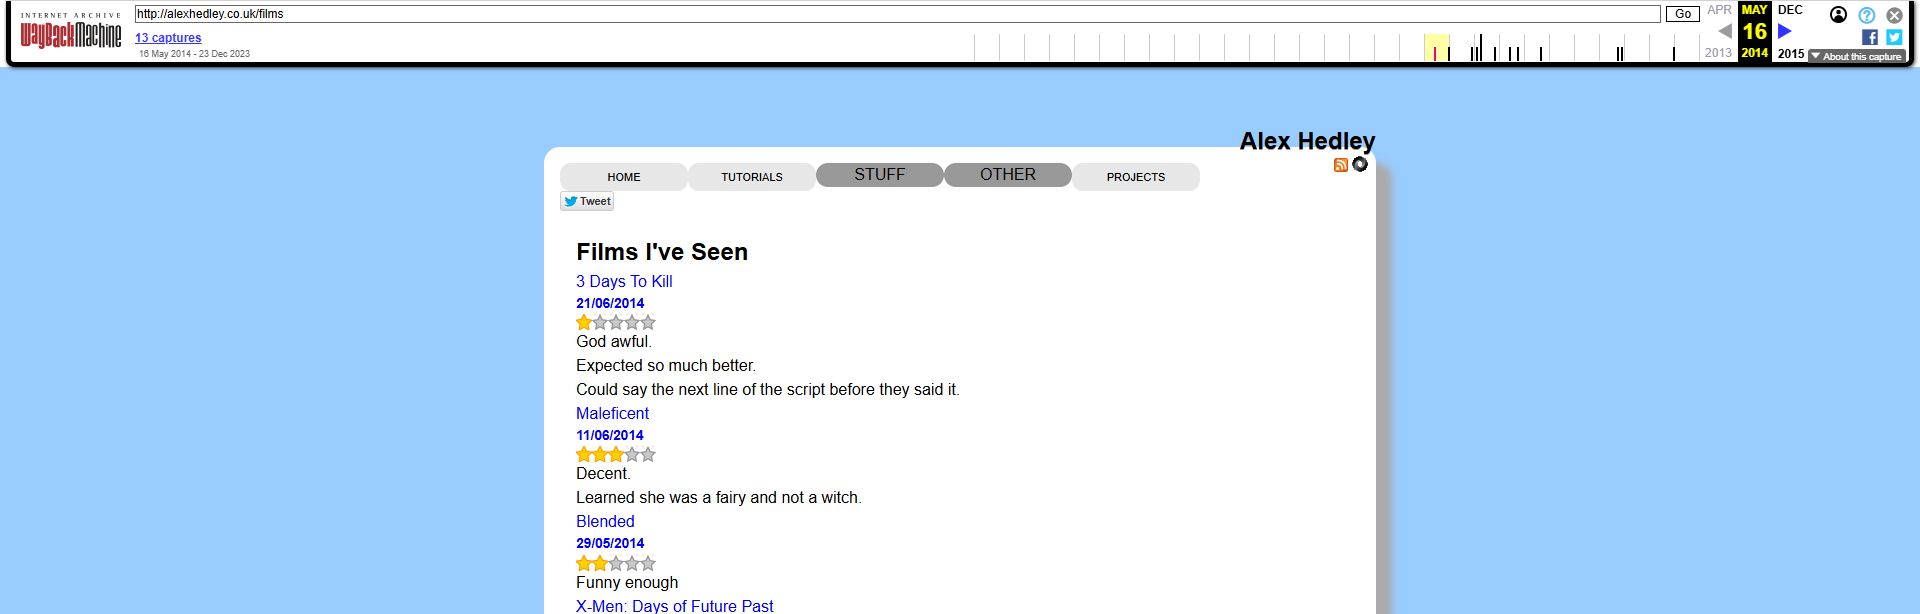 INTERNET ARCHIVE
WayBackMachine
http://alexhedley.co.uk/films
Go
13 captures
16 May 2014 - 23 Dec 2023
APR MAY DEC
16
2013 2014 2015
About this capture
Alex Hedley
HOME TUTORIALS STUFF OTHER PROJECTS
Tweet
Films I've Seen
3 Days To Kill
21/06/2014
God awful.
Expected so much better.
Could say the next line of the script before they said it.
Maleficent
11/06/2014
Decent.
Learned she was a fairy and not a witch.
Blended
29/05/2014
Funny enough
X-Men: Days of Future Past